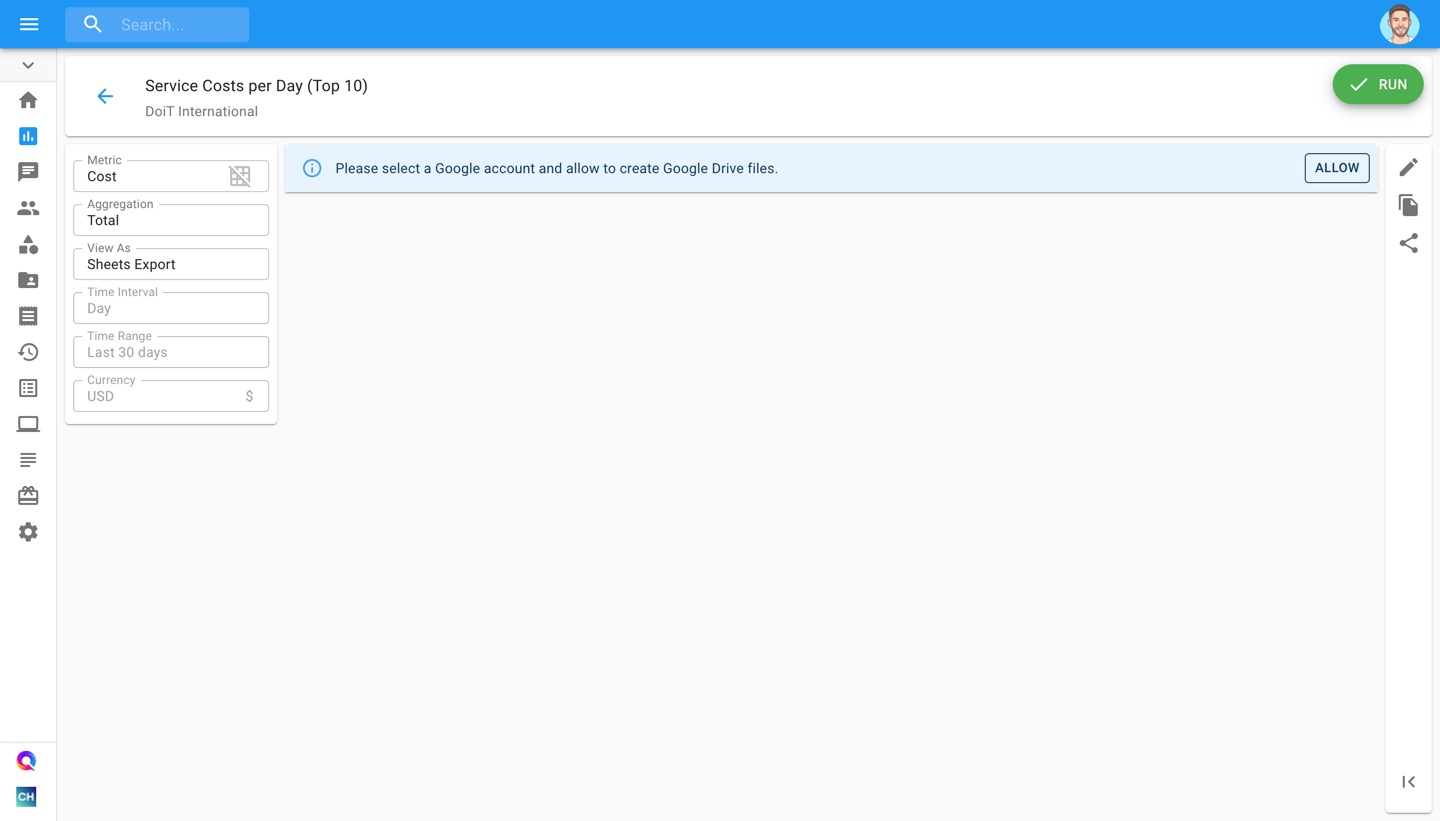 Search...
Service Costs per Day (Top 10)
DoiT International
RUN
Metric
Cost
Please select a Google account and allow to create Google Drive files.
ALLOW
Aggregation
Total
View As
Sheets Export
Time Interval
Day
Time Range
Last 30 days
Currency
USD $
CH